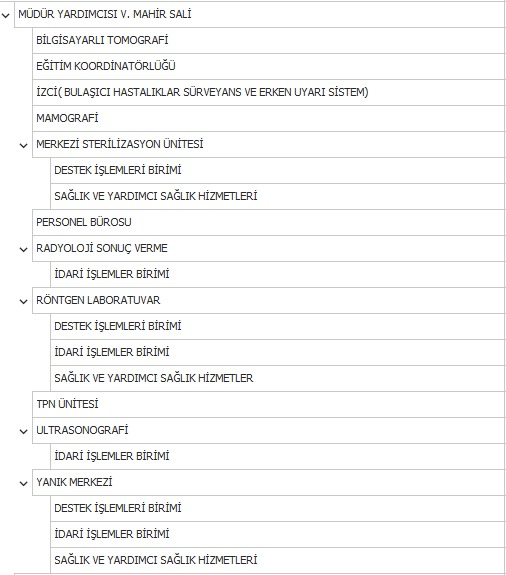 MÜDÜR YARDIMCISI V. MAHİR SALİ
BİLGİSAYARLI TOMOGRAFİ
EĞİTİM KOORDİNATÖRLÜĞÜ
İZCİ( BULAŞICI HASTALIKLAR SÜRVEYANS VE ERKEN UYARI SİSTEM)
MAMOGRAFİ
MERKEZİ STERİLİZASYON ÜNİTESİ
DESTEK İŞLEMLERİ BİRİMİ
SAĞLIK VE YARDIMCI SAĞLIK HİZMETLERİ
PERSONEL BÜROSU
RADYOLOJİ SONUÇ VERME
İDARİ İŞLEMLER BİRİMİ
RÖNTGEN LABORATUVAR
DESTEK İŞLEMLERİ BİRİMİ
İDARİ İŞLEMLER BİRİMİ
SAĞLIK VE YARDIMCI SAĞLIK HİZMETLER
TPN ÜNİTESİ
ULTRASONOGRAFİ
İDARİ İŞLEMLER BİRİMİ
YANIK MERKEZİ
DESTEK İŞLEMLERİ BİRİMİ
İDARİ İŞLEMLER BİRİMİ
SAĞLIK VE YARDIMCI SAĞLIK HİZMETLERİ